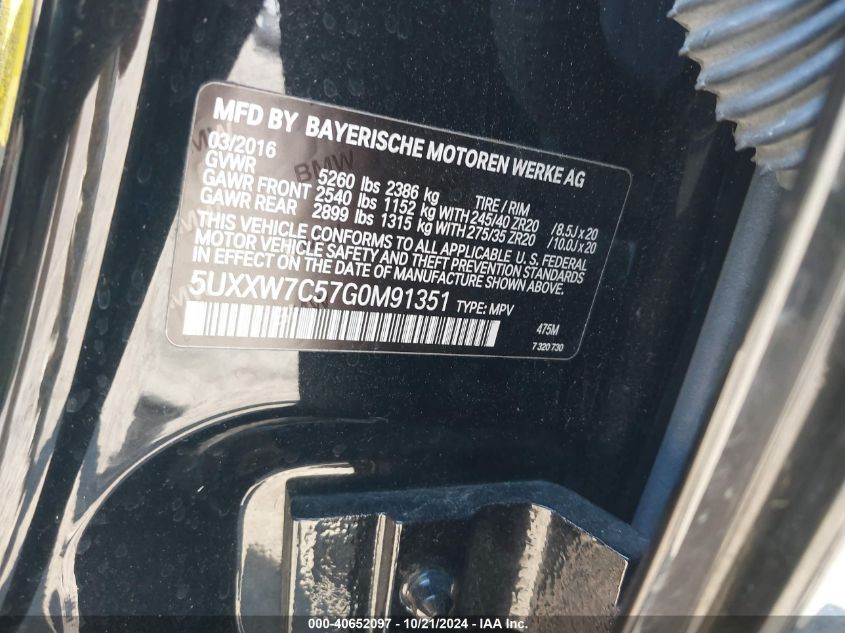 MFD BY BAYERISCHE MOTOREN WERKE AG
03/2016
BMW
GVWR 5260 lbs 2386 kg TIRE / RIM
GAWR FRONT 2540 lbs 1152 kg WITH 245/40 ZR20 /8.5J x 20
GAWR REAR 2899 lbs 1315 kg WITH 275/35 ZR20 /10.0J x 20
THIS VEHICLE CONFORMS TO ALL APPLICABLE U.S. FEDERAL
MOTOR VEHICLE SAFETY AND THEFT PREVENTION STANDARDS
IN EFFECT ON THE DATE OF MANUFACTURE
5UXXW7C57G0M91351 TYPE: MPV
475M
7 320 730
000-40652097 - 10/21/2024 - IAA Inc.